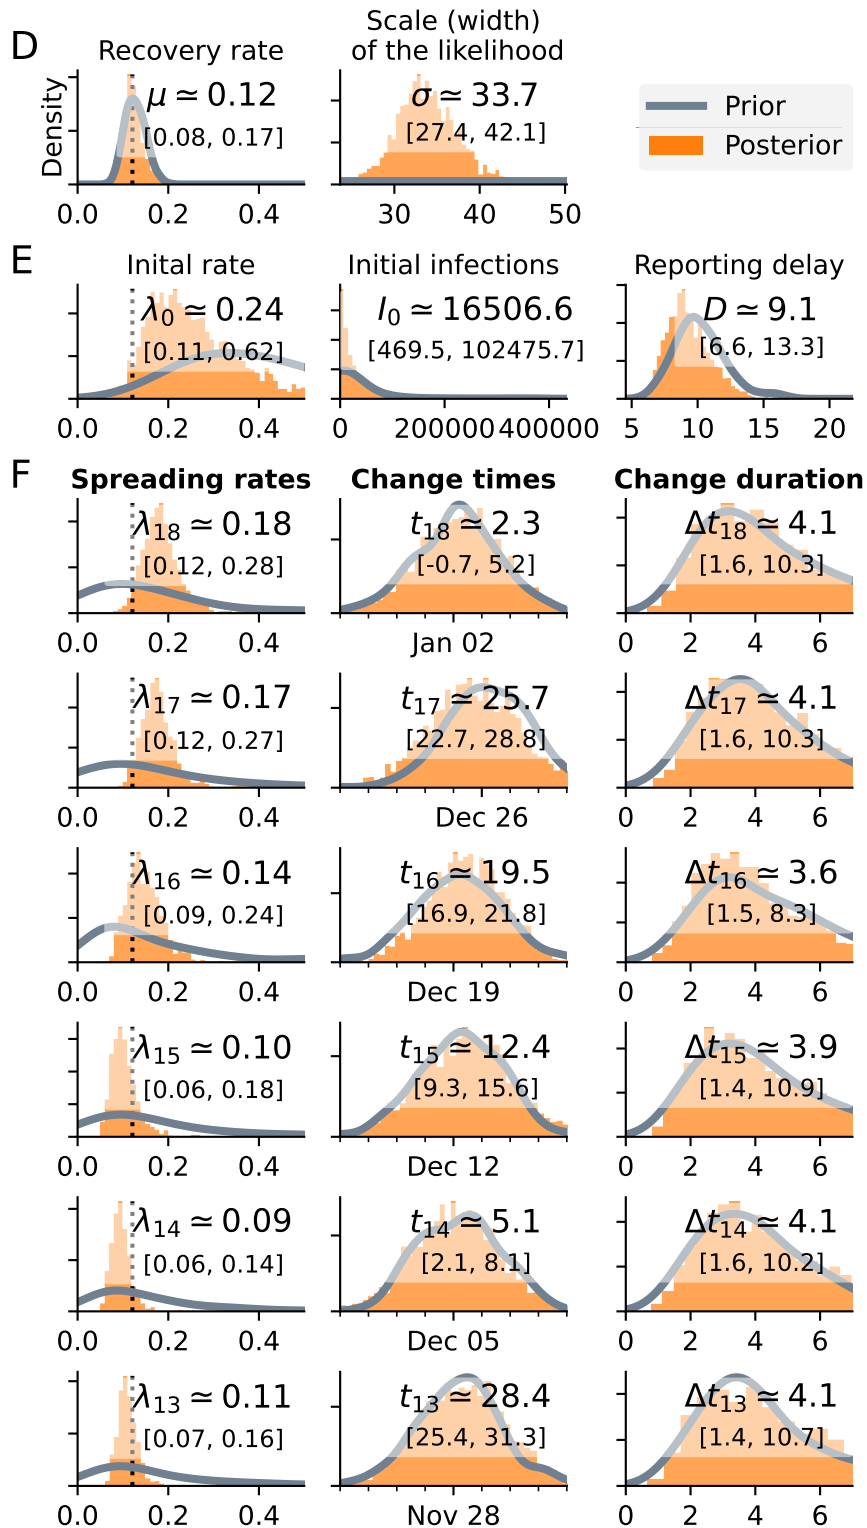 D
Recovery rate
Scale (width)
of the likelihood
Density
μ ≃ 0.12
[0.08, 0.17]
0.0 0.2 0.4
σ ≃ 33.7
[27.4, 42.1]
30 40 50
Prior
Posterior
E
Inital rate
Initial infections
Reporting delay
λ0 ≃ 0.24
[0.11, 0.62]
0.0 0.2 0.4
I0 ≃ 16506.6
[469.5, 102475.7]
0 200000 400000
D ≃ 9.1
[6.6, 13.3]
5 10 15 20
F
Spreading rates
Change times
Change duration
λ18 ≃ 0.18
[0.12, 0.28]
0.0 0.2 0.4
t18 ≃ 2.3
[-0.7, 5.2]
Jan 02
Δt18 ≃ 4.1
[1.6, 10.3]
0 2 4 6
λ17 ≃ 0.17
[0.12, 0.27]
0.0 0.2 0.4
t17 ≃ 25.7
[22.7, 28.8]
Dec 26
Δt17 ≃ 4.1
[1.6, 10.3]
0 2 4 6
λ16 ≃ 0.14
[0.09, 0.24]
0.0 0.2 0.4
t16 ≃ 19.5
[16.9, 21.8]
Dec 19
Δt16 ≃ 3.6
[1.5, 8.3]
0 2 4 6
λ15 ≃ 0.10
[0.06, 0.18]
0.0 0.2 0.4
t15 ≃ 12.4
[9.3, 15.6]
Dec 12
Δt15 ≃ 3.9
[1.4, 10.9]
0 2 4 6
λ14 ≃ 0.09
[0.06, 0.14]
0.0 0.2 0.4
t14 ≃ 5.1
[2.1, 8.1]
Dec 05
Δt14 ≃ 4.1
[1.6, 10.2]
0 2 4 6
λ13 ≃ 0.11
[0.07, 0.16]
0.0 0.2 0.4
t13 ≃ 28.4
[25.4, 31.3]
Nov 28
Δt13 ≃ 4.1
[1.4, 10.7]
0 2 4 6